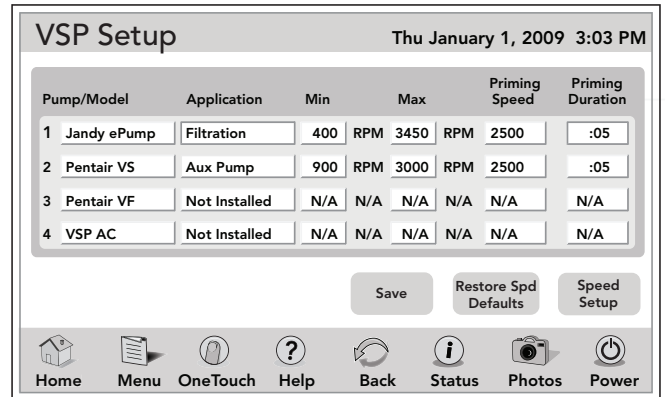 VSP Setup Thu January 1, 2009 3:03 PM
Pump/Model Application Min Max Priming Speed Priming Duration
1 Jandy ePump Filtration 400 RPM 3450 RPM 2500 :05
2 Pentair VS Aux Pump 900 RPM 3000 RPM 2500 :05
3 Pentair VF Not Installed N/A N/A N/A N/A N/A N/A
4 VSP AC Not Installed N/A N/A N/A N/A N/A N/A
Save Restore Spd Defaults Speed Setup
Home Menu OneTouch Help Back Status Photos Power